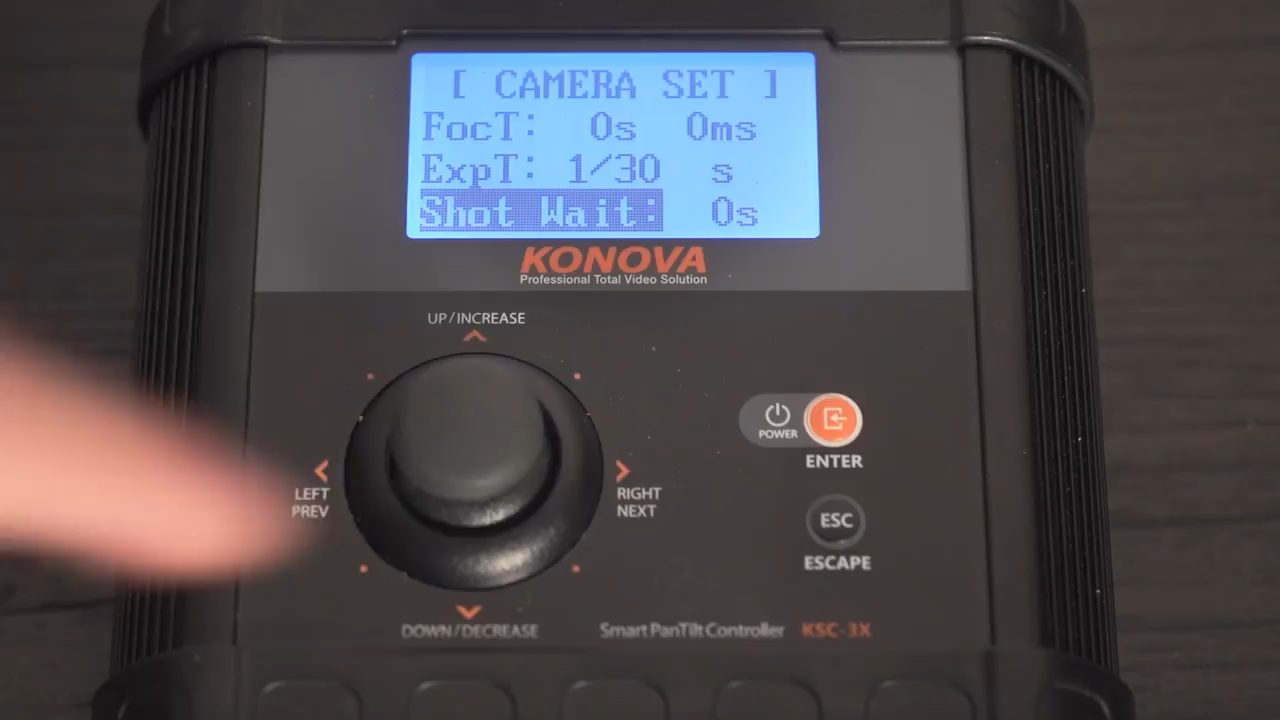 [ CAMERA SET ]
FocT: 0s 0ms
ExpT: 1/30 s
Shot Wait: 0s
KONOVA
Professional Total Video Solution
UP/INCREASE
LEFT
PREV
RIGHT
NEXT
POWER
ENTER
ESC
ESCAPE
DOWN/DECREASE
Smart PanTilt Controller KSC-3X